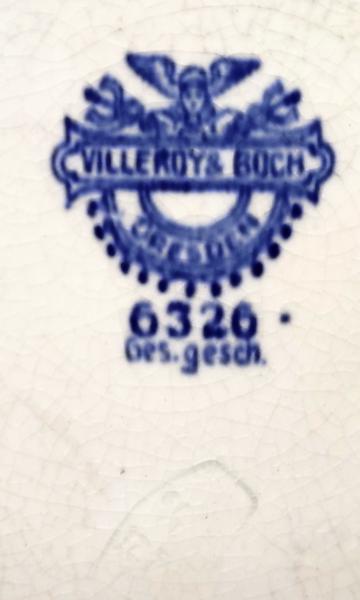 VILLEROY & BOCH
DRESDEN
6326 •
Ges. gesch.